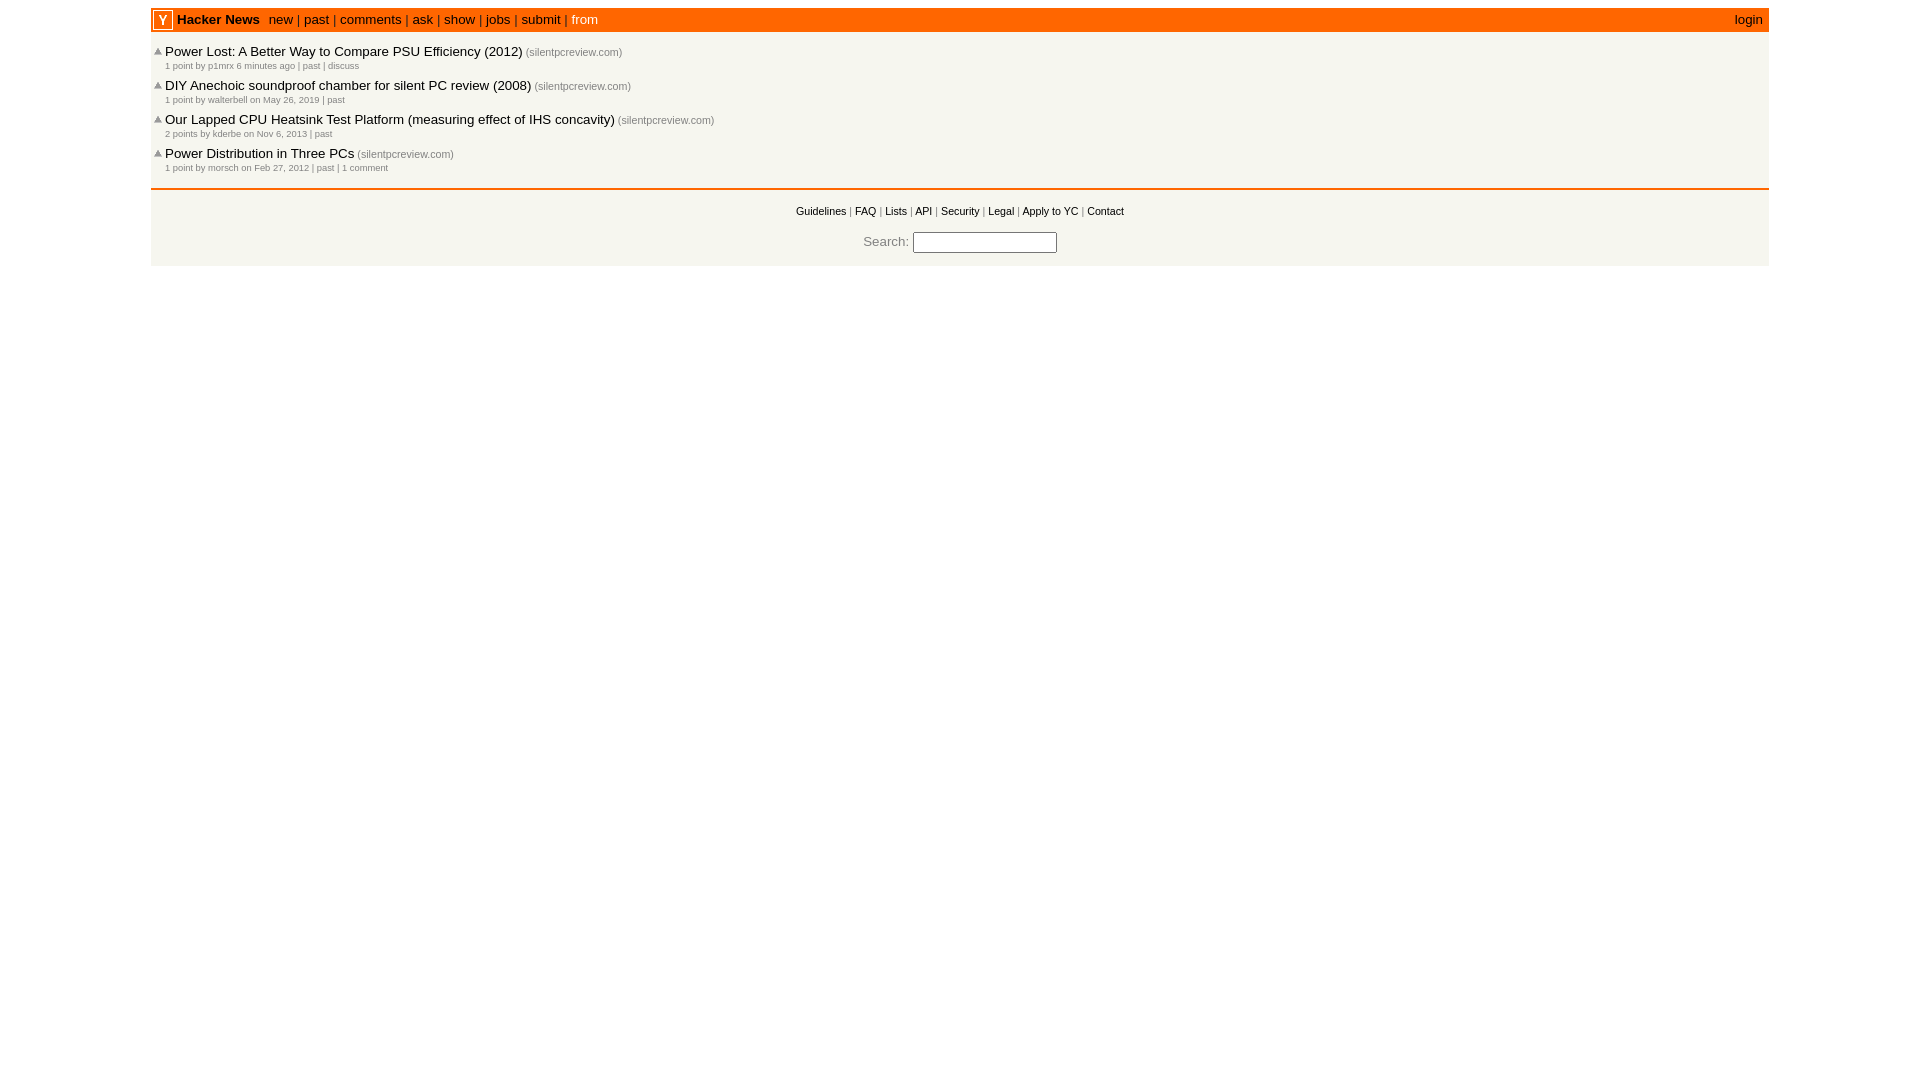 Y Hacker News new | past | comments | ask | show | jobs | submit | from login
Power Lost: A Better Way to Compare PSU Efficiency (2012) (silentpcreview.com)
1 point by p1mrx 6 minutes ago | past | discuss
DIY Anechoic soundproof chamber for silent PC review (2008) (silentpcreview.com)
1 point by walterbell on May 26, 2019 | past
Our Lapped CPU Heatsink Test Platform (measuring effect of IHS concavity) (silentpcreview.com)
2 points by kderbe on Nov 6, 2013 | past
Power Distribution in Three PCs (silentpcreview.com)
1 point by morsch on Feb 27, 2012 | past | 1 comment
Guidelines | FAQ | Lists | API | Security | Legal | Apply to YC | Contact
Search: